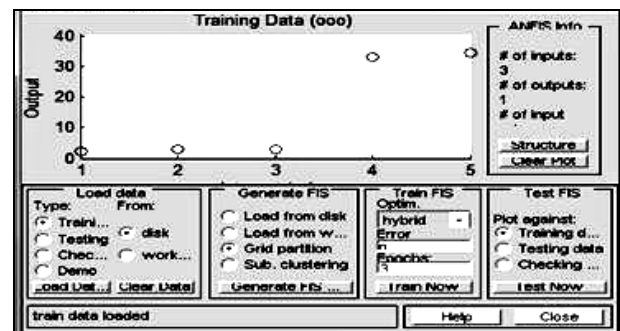 Training Data (ooo)
40
30
20
10
0
Output
1 2 3 4 5
ANFIS Info
# of inputs:
3
# of outputs:
1
# of input
Structure
Clear Plot
Load data
Type: From:
Traini...
Testing
Chec...
Demo
disk
work...
Load Dat... Clear Data
Generate FIS
Load from disk
Load from w...
Grid partition
Sub. clustering
Generate FIS ...
Train FIS
Optim.
hybrid
Error
Epochs:
3
Train Now
Test FIS
Plot against:
Training d...
Testing data
Checking ...
Test Now
train data loaded
Help Close